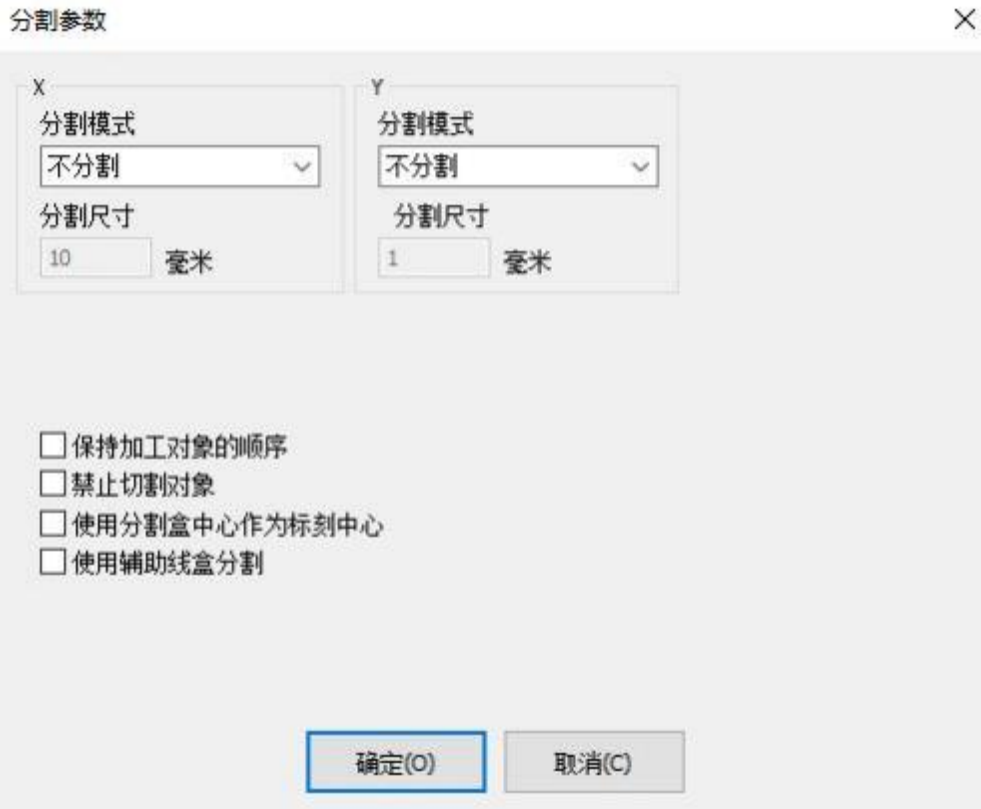 分割参数
X
分割模式
不分割
分割尺寸
10 毫米
Y
分割模式
不分割
分割尺寸
1 毫米
保持加工对象的顺序
禁止切割对象
使用分割盒中心作为标刻中心
使用辅助线盒分割
确定(O)
取消(C)